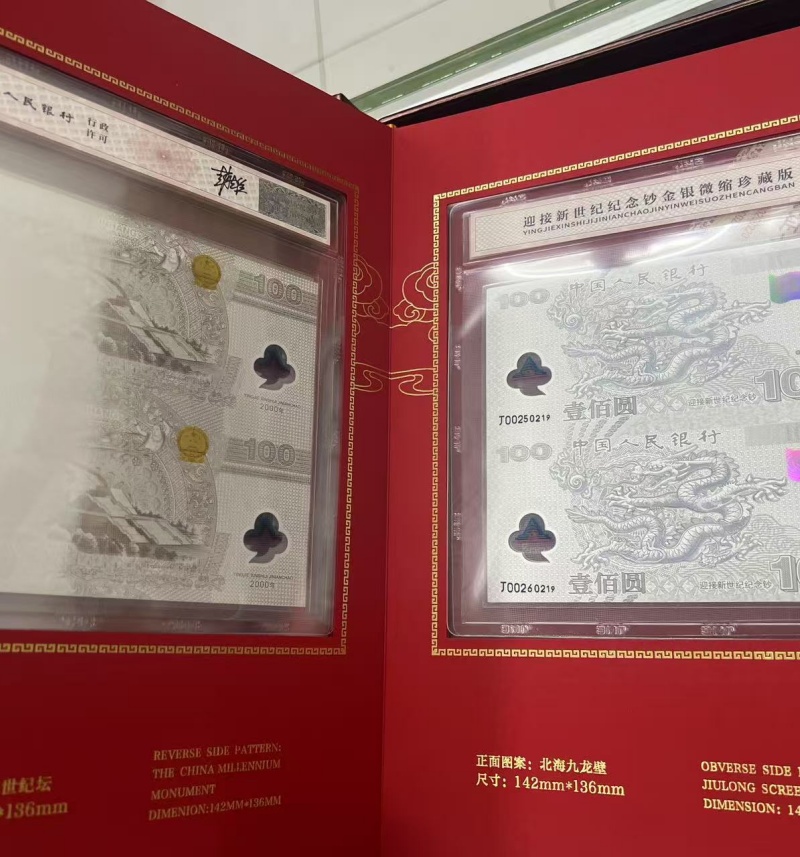 人民银行 行政
许可
100
2000年
100
2000年
世纪坛
*136mm
REVERSE SIDE PATTERN:
THE CHINA MILLENNIUM
MONUMENT
DIMENION:142MM*136MM
迎接新世纪纪念钞金银微缩珍藏版
YINGJIEXINSHIJIJINIANCHAOJINYINWEISUOZHENCANGBAN
100 中国人民银行
J00250219 壹佰圆 迎接新世纪纪念钞 10
100 中国人民银行
J00260219 壹佰圆 迎接新世纪纪念钞 10
正面图案：北海九龙壁
尺寸：142mm*136mm
OBVERSE SIDE
JIULONG SCREE
DIMENSION: 14